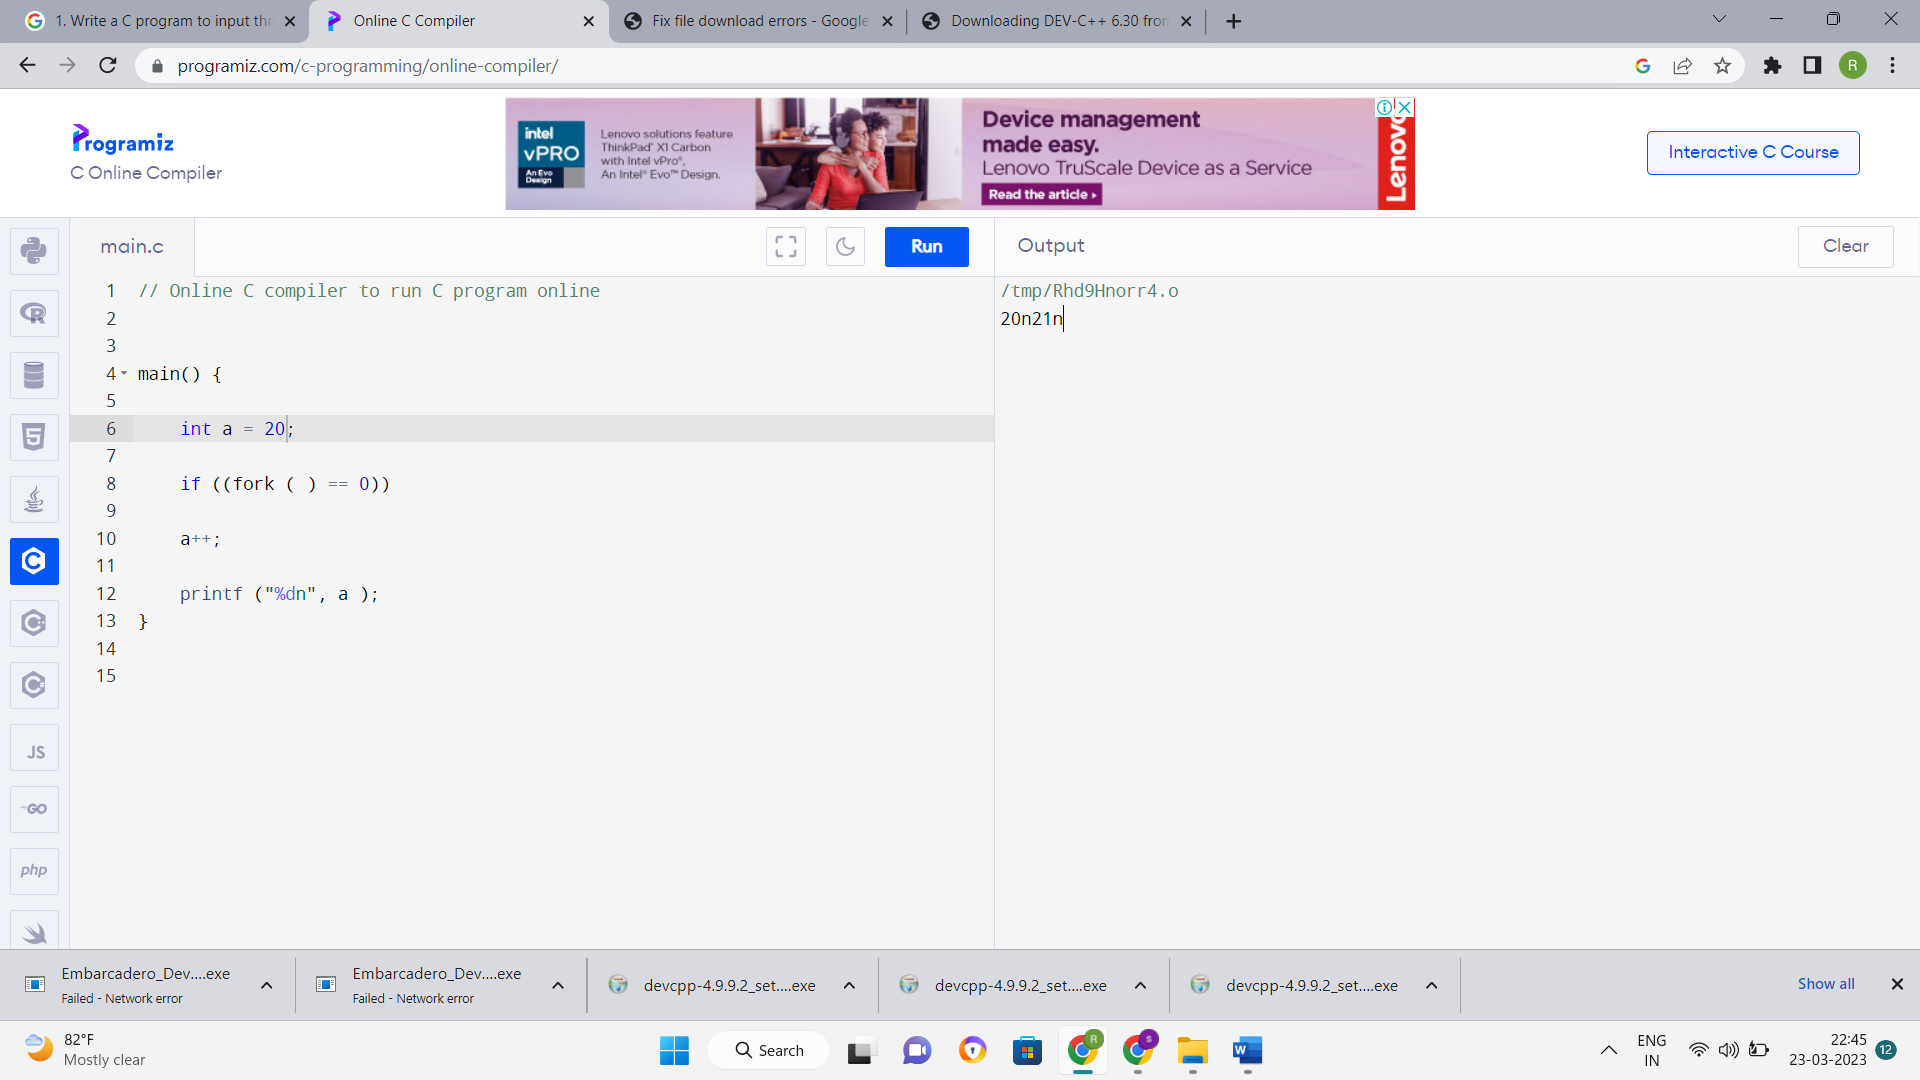 1. Write a C program to input thr
Online C Compiler
Fix file download errors - Google
Downloading DEV-C++ 6.30 from
programiz.com/c-programming/online-compiler/
R
Programiz
C Online Compiler
intel
vPRO
An Evo
Design
Lenovo solutions feature
ThinkPad® X1 Carbon
with Intel vPro®,
An Intel® Evo™ Design.
Device management
made easy.
Lenovo TruScale Device as a Service
Read the article ›
Lenovo
Interactive C Course
main.c
Run
Output
Clear
1 // Online C compiler to run C program online
2
3
4 main() {
5
6 int a = 20;
7
8 if ((fork ( ) == 0))
9
10 a++;
11
12 printf ("%dn", a );
13 }
14
15
/tmp/Rhd9Hnorr4.o
20n21n
JS
GO
php
Embarcadero_Dev....exe
Failed - Network error
Embarcadero_Dev....exe
Failed - Network error
devcpp-4.9.9.2_set....exe
devcpp-4.9.9.2_set....exe
devcpp-4.9.9.2_set....exe
Show all
82°F
Mostly clear
Search
R
S
W
ENG
IN
22:45
23-03-2023
12